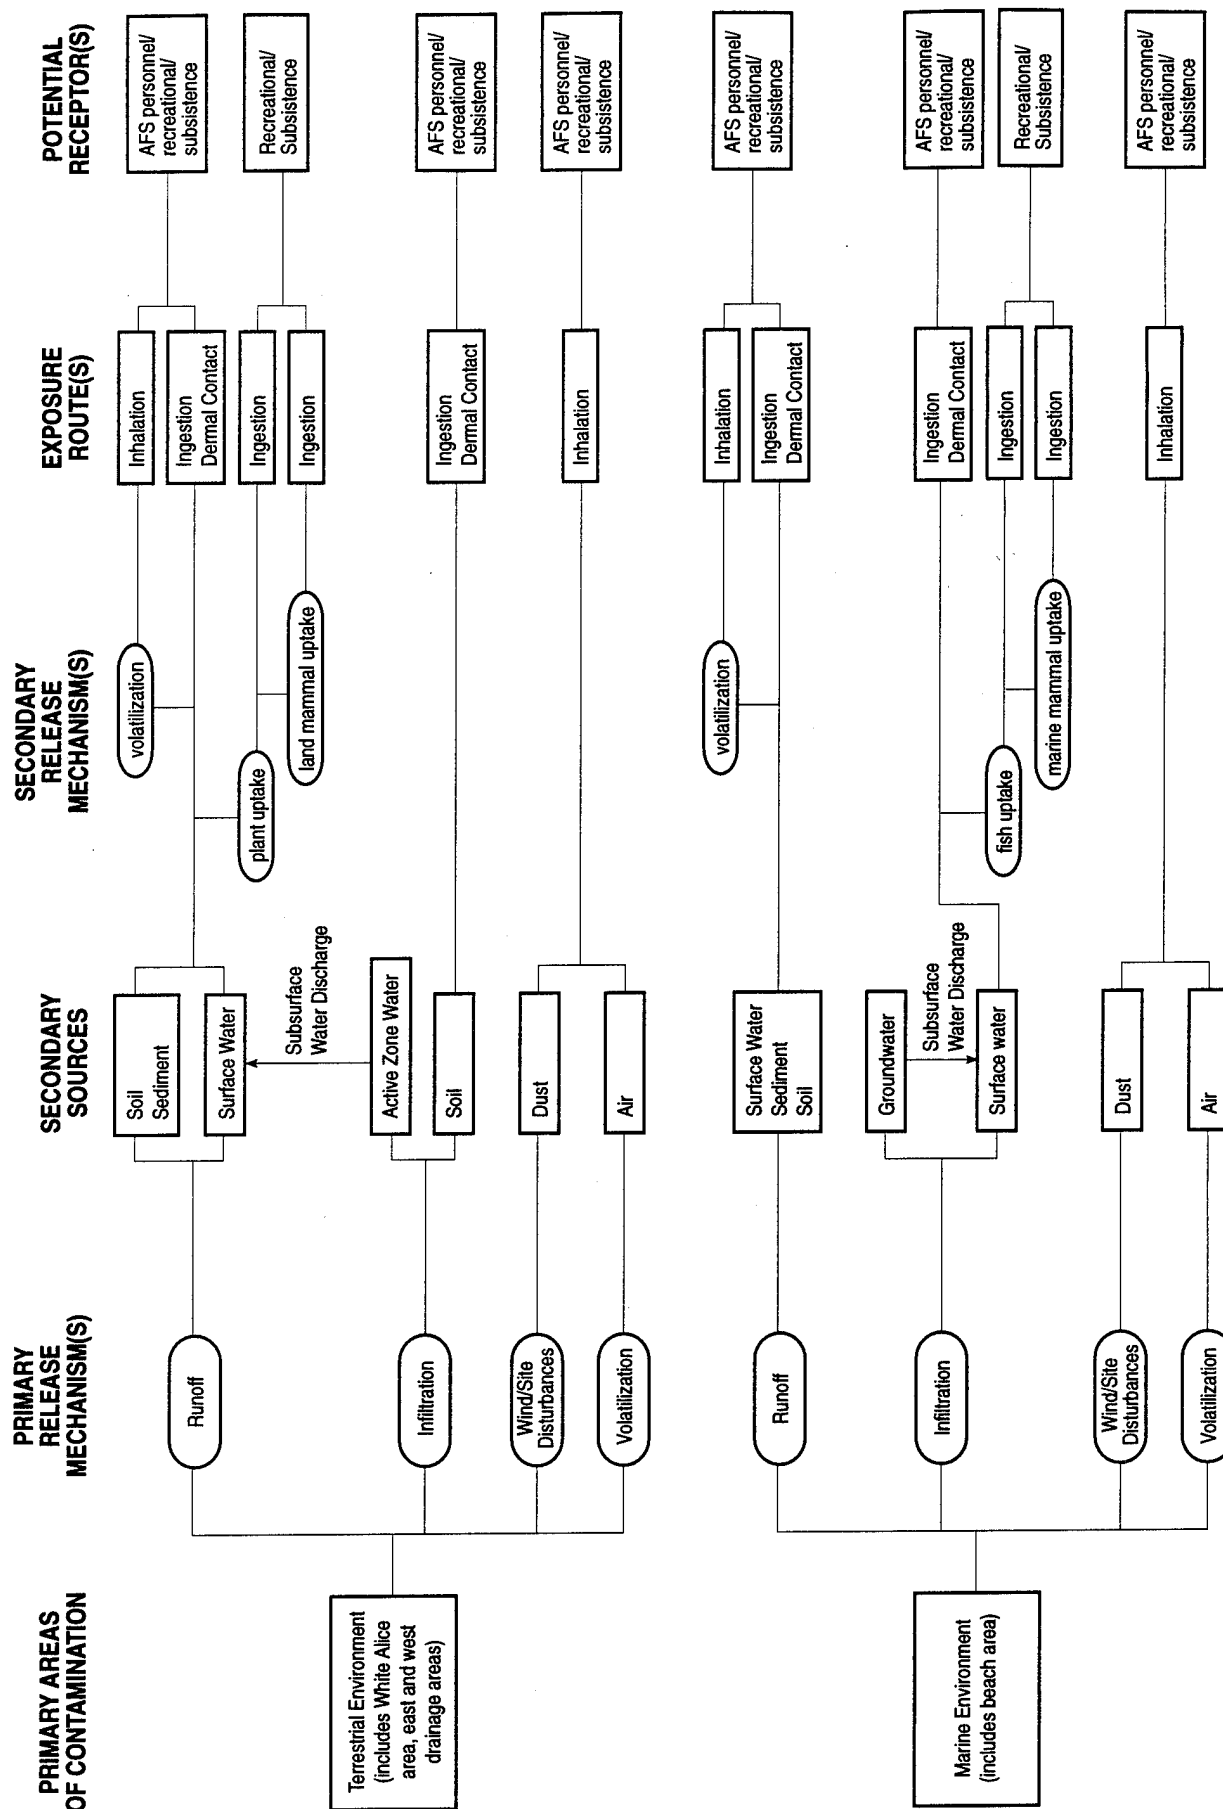 PRIMARY AREAS
OF CONTAMINATION
PRIMARY
RELEASE
MECHANISM(S)
SECONDARY
SOURCES
SECONDARY
RELEASE
MECHANISM(S)
EXPOSURE
ROUTE(S)
POTENTIAL
RECEPTOR(S)
Terrestrial Environment
(includes White Alice
area, east and west
drainage areas)
Runoff
Soil
Sediment
Surface Water
volatilization
plant uptake
land mammal uptake
Inhalation
Ingestion
Dermal Contact
Ingestion
Ingestion
AFS personnel/
recreational/
subsistence
Recreational/
Subsistence
Subsurface
Water Discharge
Infiltration
Active Zone Water
Soil
Ingestion
Dermal Contact
AFS personnel/
recreational/
subsistence
Wind/Site
Disturbances
Dust
Volatilization
Air
Inhalation
AFS personnel/
recreational/
subsistence
Marine Environment
(includes beach area)
Runoff
Surface Water
Sediment
Soil
volatilization
Inhalation
Ingestion
Dermal Contact
AFS personnel/
recreational/
subsistence
Infiltration
Groundwater
Subsurface
Water Discharge
Surface water
fish uptake
marine mammal uptake
Ingestion
Dermal Contact
Ingestion
Ingestion
AFS personnel/
recreational/
subsistence
Recreational/
Subsistence
Wind/Site
Disturbances
Dust
Volatilization
Air
Inhalation
AFS personnel/
recreational/
subsistence